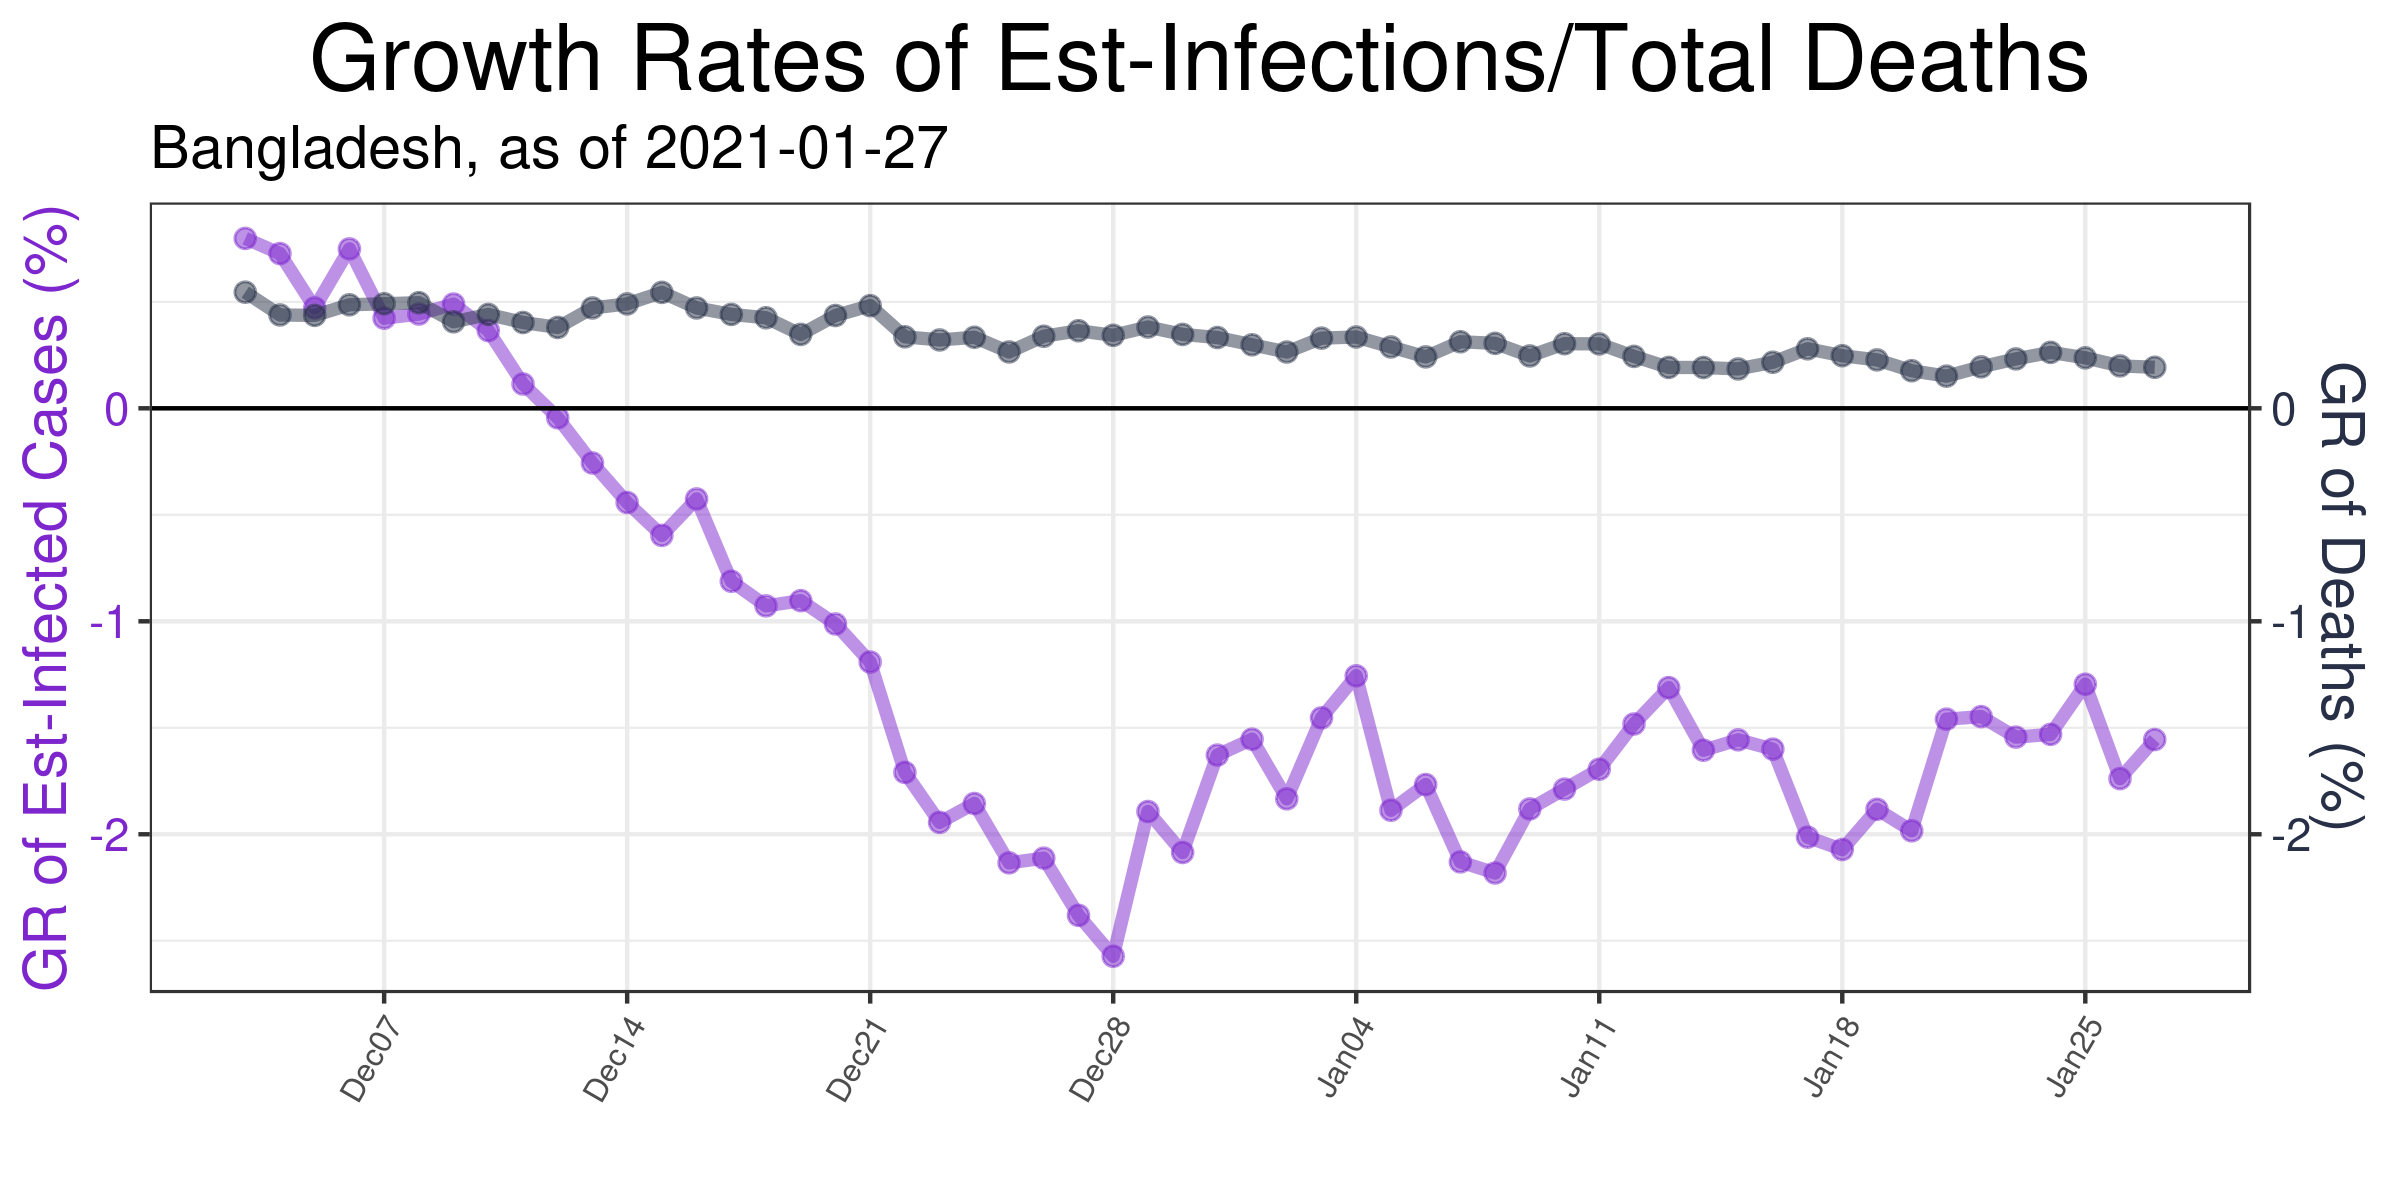 Growth Rates of Est-Infections/Total Deaths
Bangladesh, as of 2021-01-27
GR of Est-Infected Cases (%)
0
-1
-2
0
-1
-2
GR of Deaths (%)
Dec07
Dec14
Dec21
Dec28
Jan04
Jan11
Jan18
Jan25